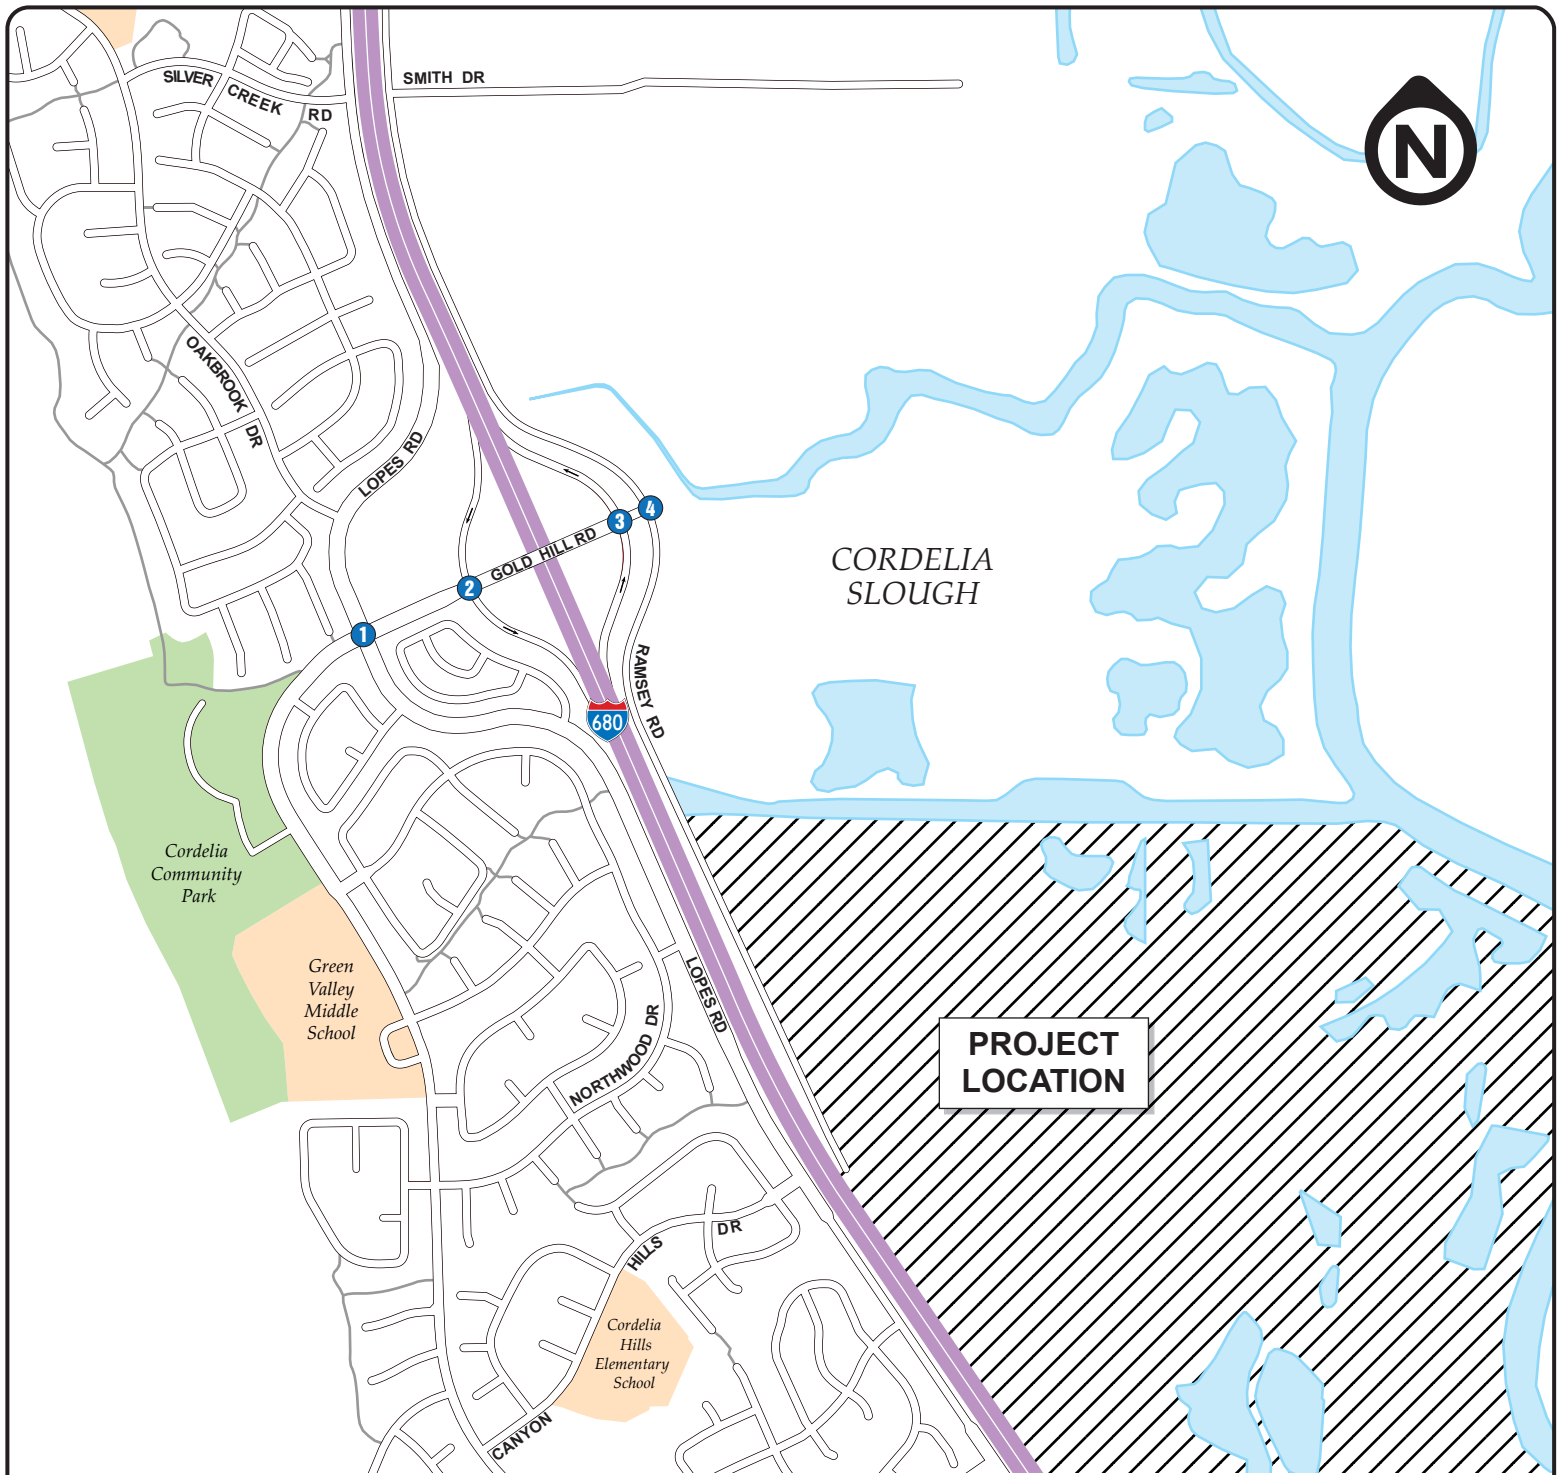 SMITH DR
SILVER
CREEK
RD
N
OAKBROOK
DR
LOPES RD
4
3
GOLD HILL RD
2
1
CORDELIA
SLOUGH
RAMSEY RD
680
Cordelia
Community
Park
Green
Valley
Middle
School
LOPES RD
NORTHWOOD DR
PROJECT
LOCATION
HILLS
DR
Cordelia
Hills
Elementary
School
CANYON